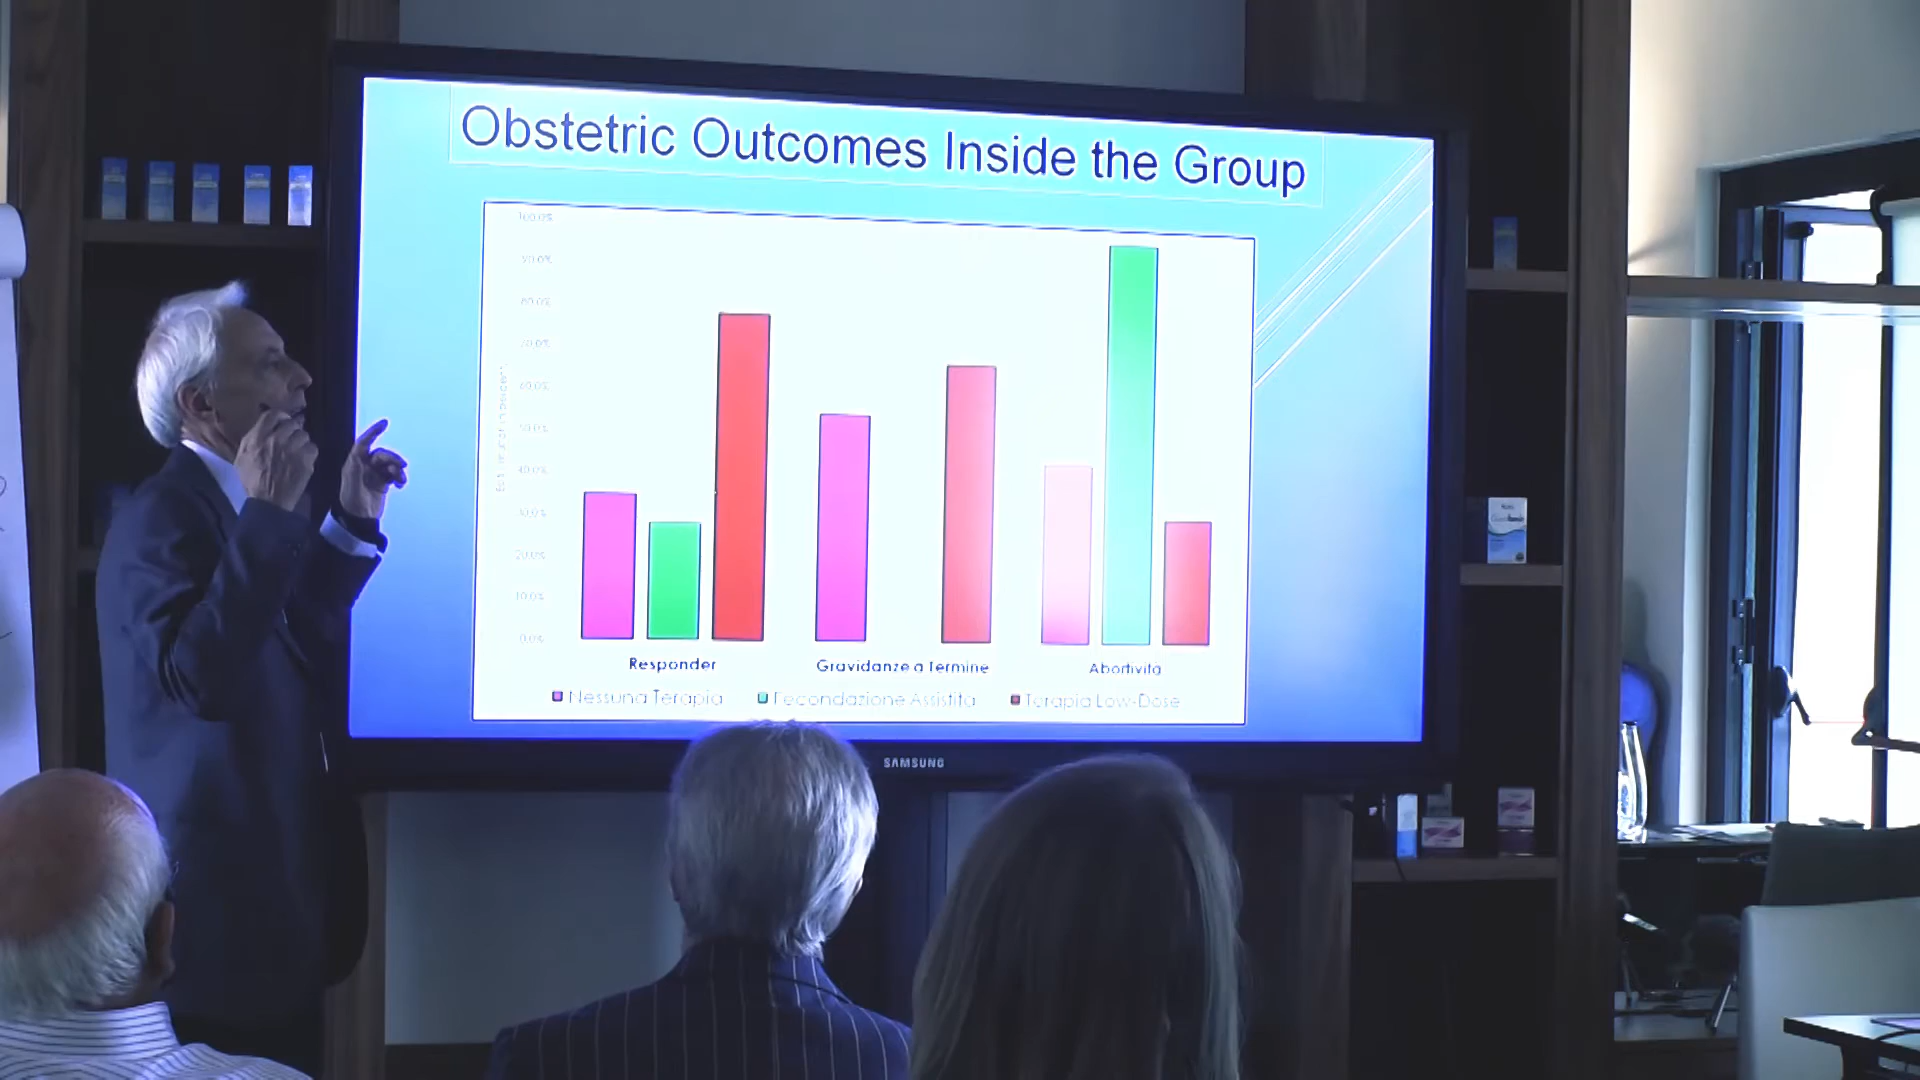 Obstetric Outcomes Inside the Group
100.0%
90.0%
80.0%
70.0%
60.0%
50.0%
40.0%
30.0%
20.0%
10.0%
0.0%
Responder
Gravidanze a Termine
Abortività
Nessuna Terapia
Fecondazione Assistita
Terapia Low-Dose
SAMSUNG